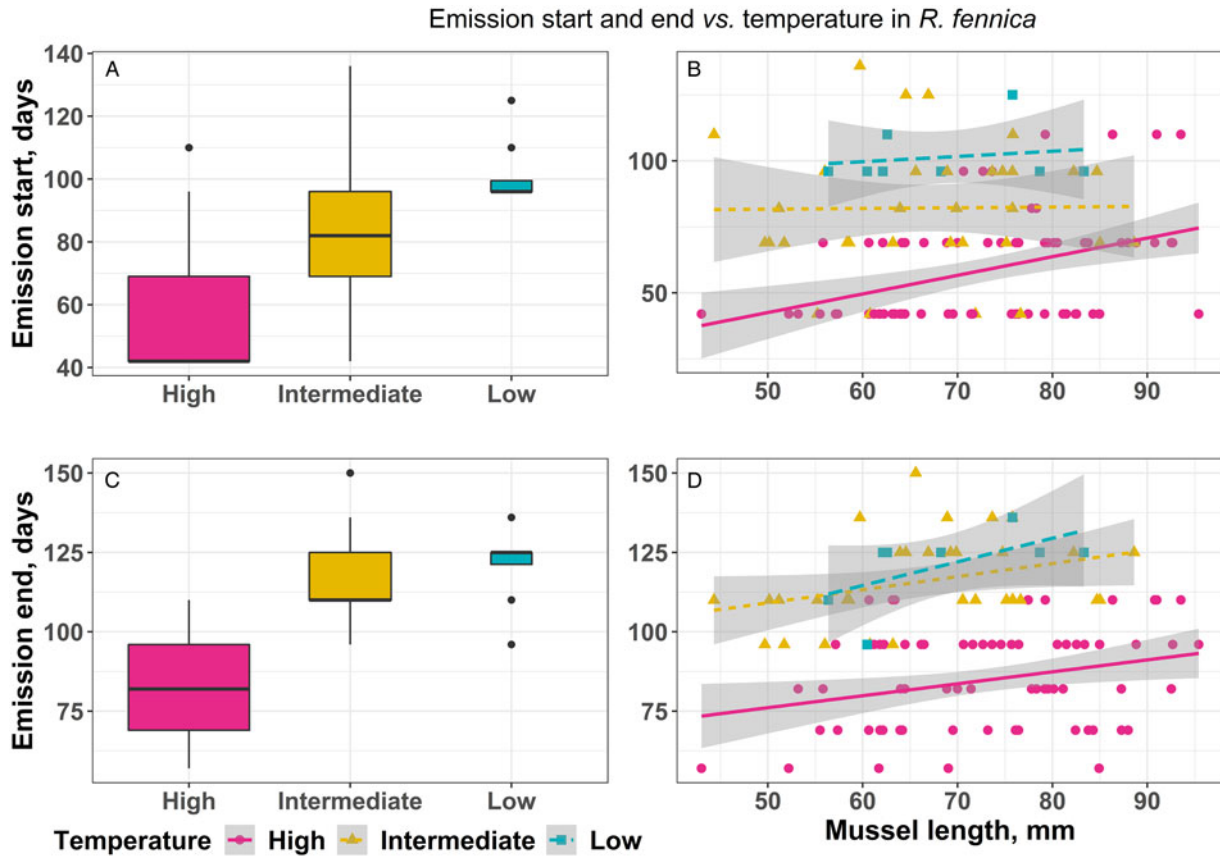 Emission start and end vs. temperature in R. fennica
A
B
Emission start, days
140
120
100
80
60
40
High Intermediate Low
100
50
50 60 70 80 90
C
D
Emission end, days
150
125
100
75
High Intermediate Low
150
125
100
75
50 60 70 80 90
Mussel length, mm
Temperature High Intermediate Low